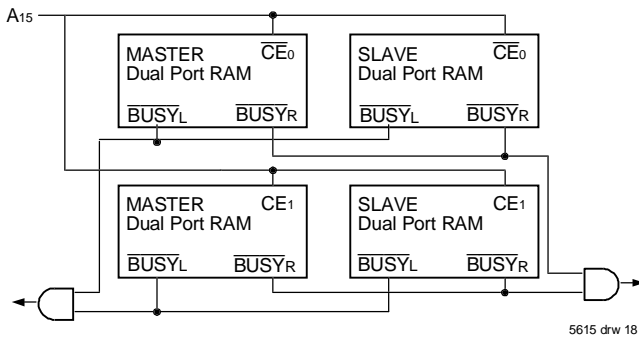 A15
MASTER CE0
Dual Port RAM
BUSYL BUSYR
SLAVE CE0
Dual Port RAM
BUSYL BUSYR
MASTER CE1
Dual Port RAM
BUSYL BUSYR
SLAVE CE1
Dual Port RAM
BUSYL BUSYR
5615 drw 18